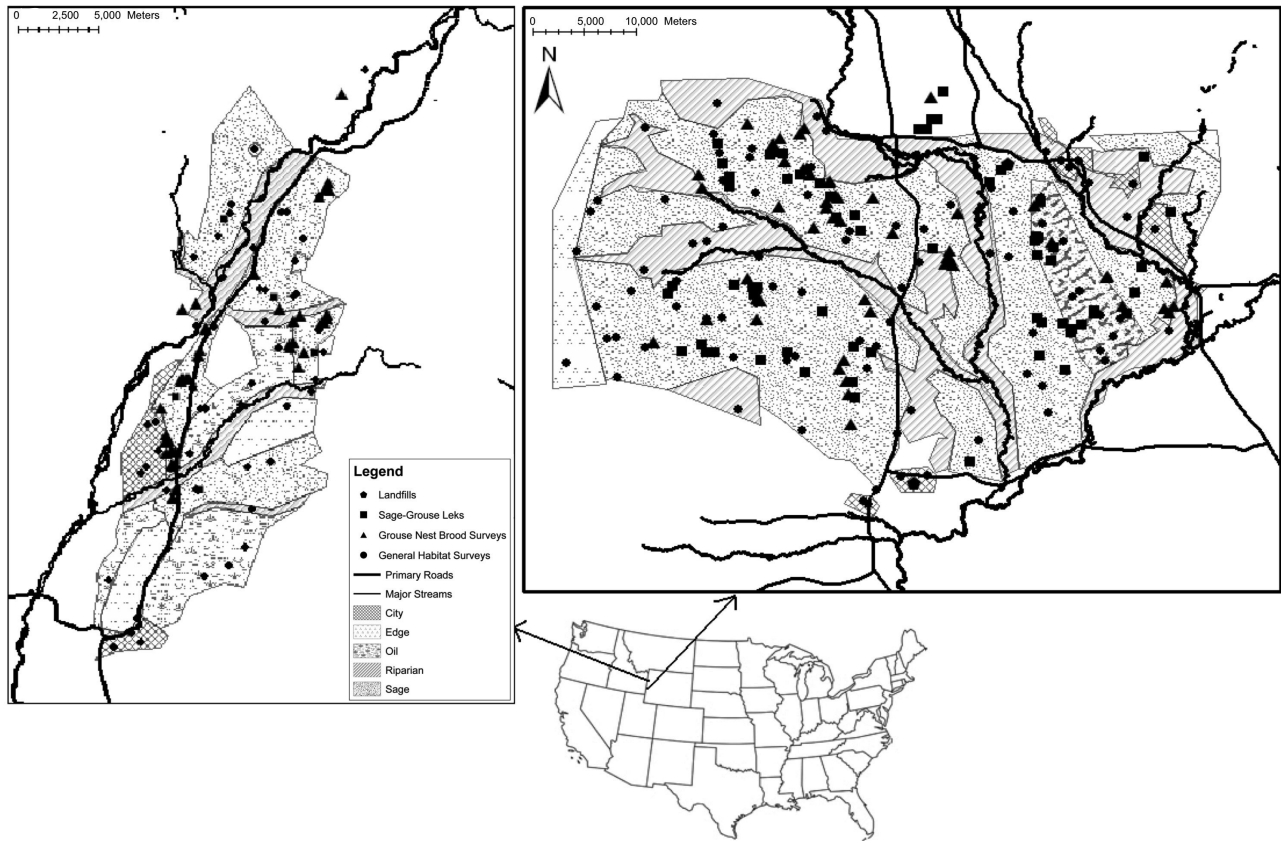 0 2,500 5,000 Meters
0 5,000 10,000 Meters
N
Legend
Landfills
Sage-Grouse Leks
Grouse Nest Brood Surveys
General Habitat Surveys
Primary Roads
Major Streams
City
Edge
Oil
Riparian
Sage